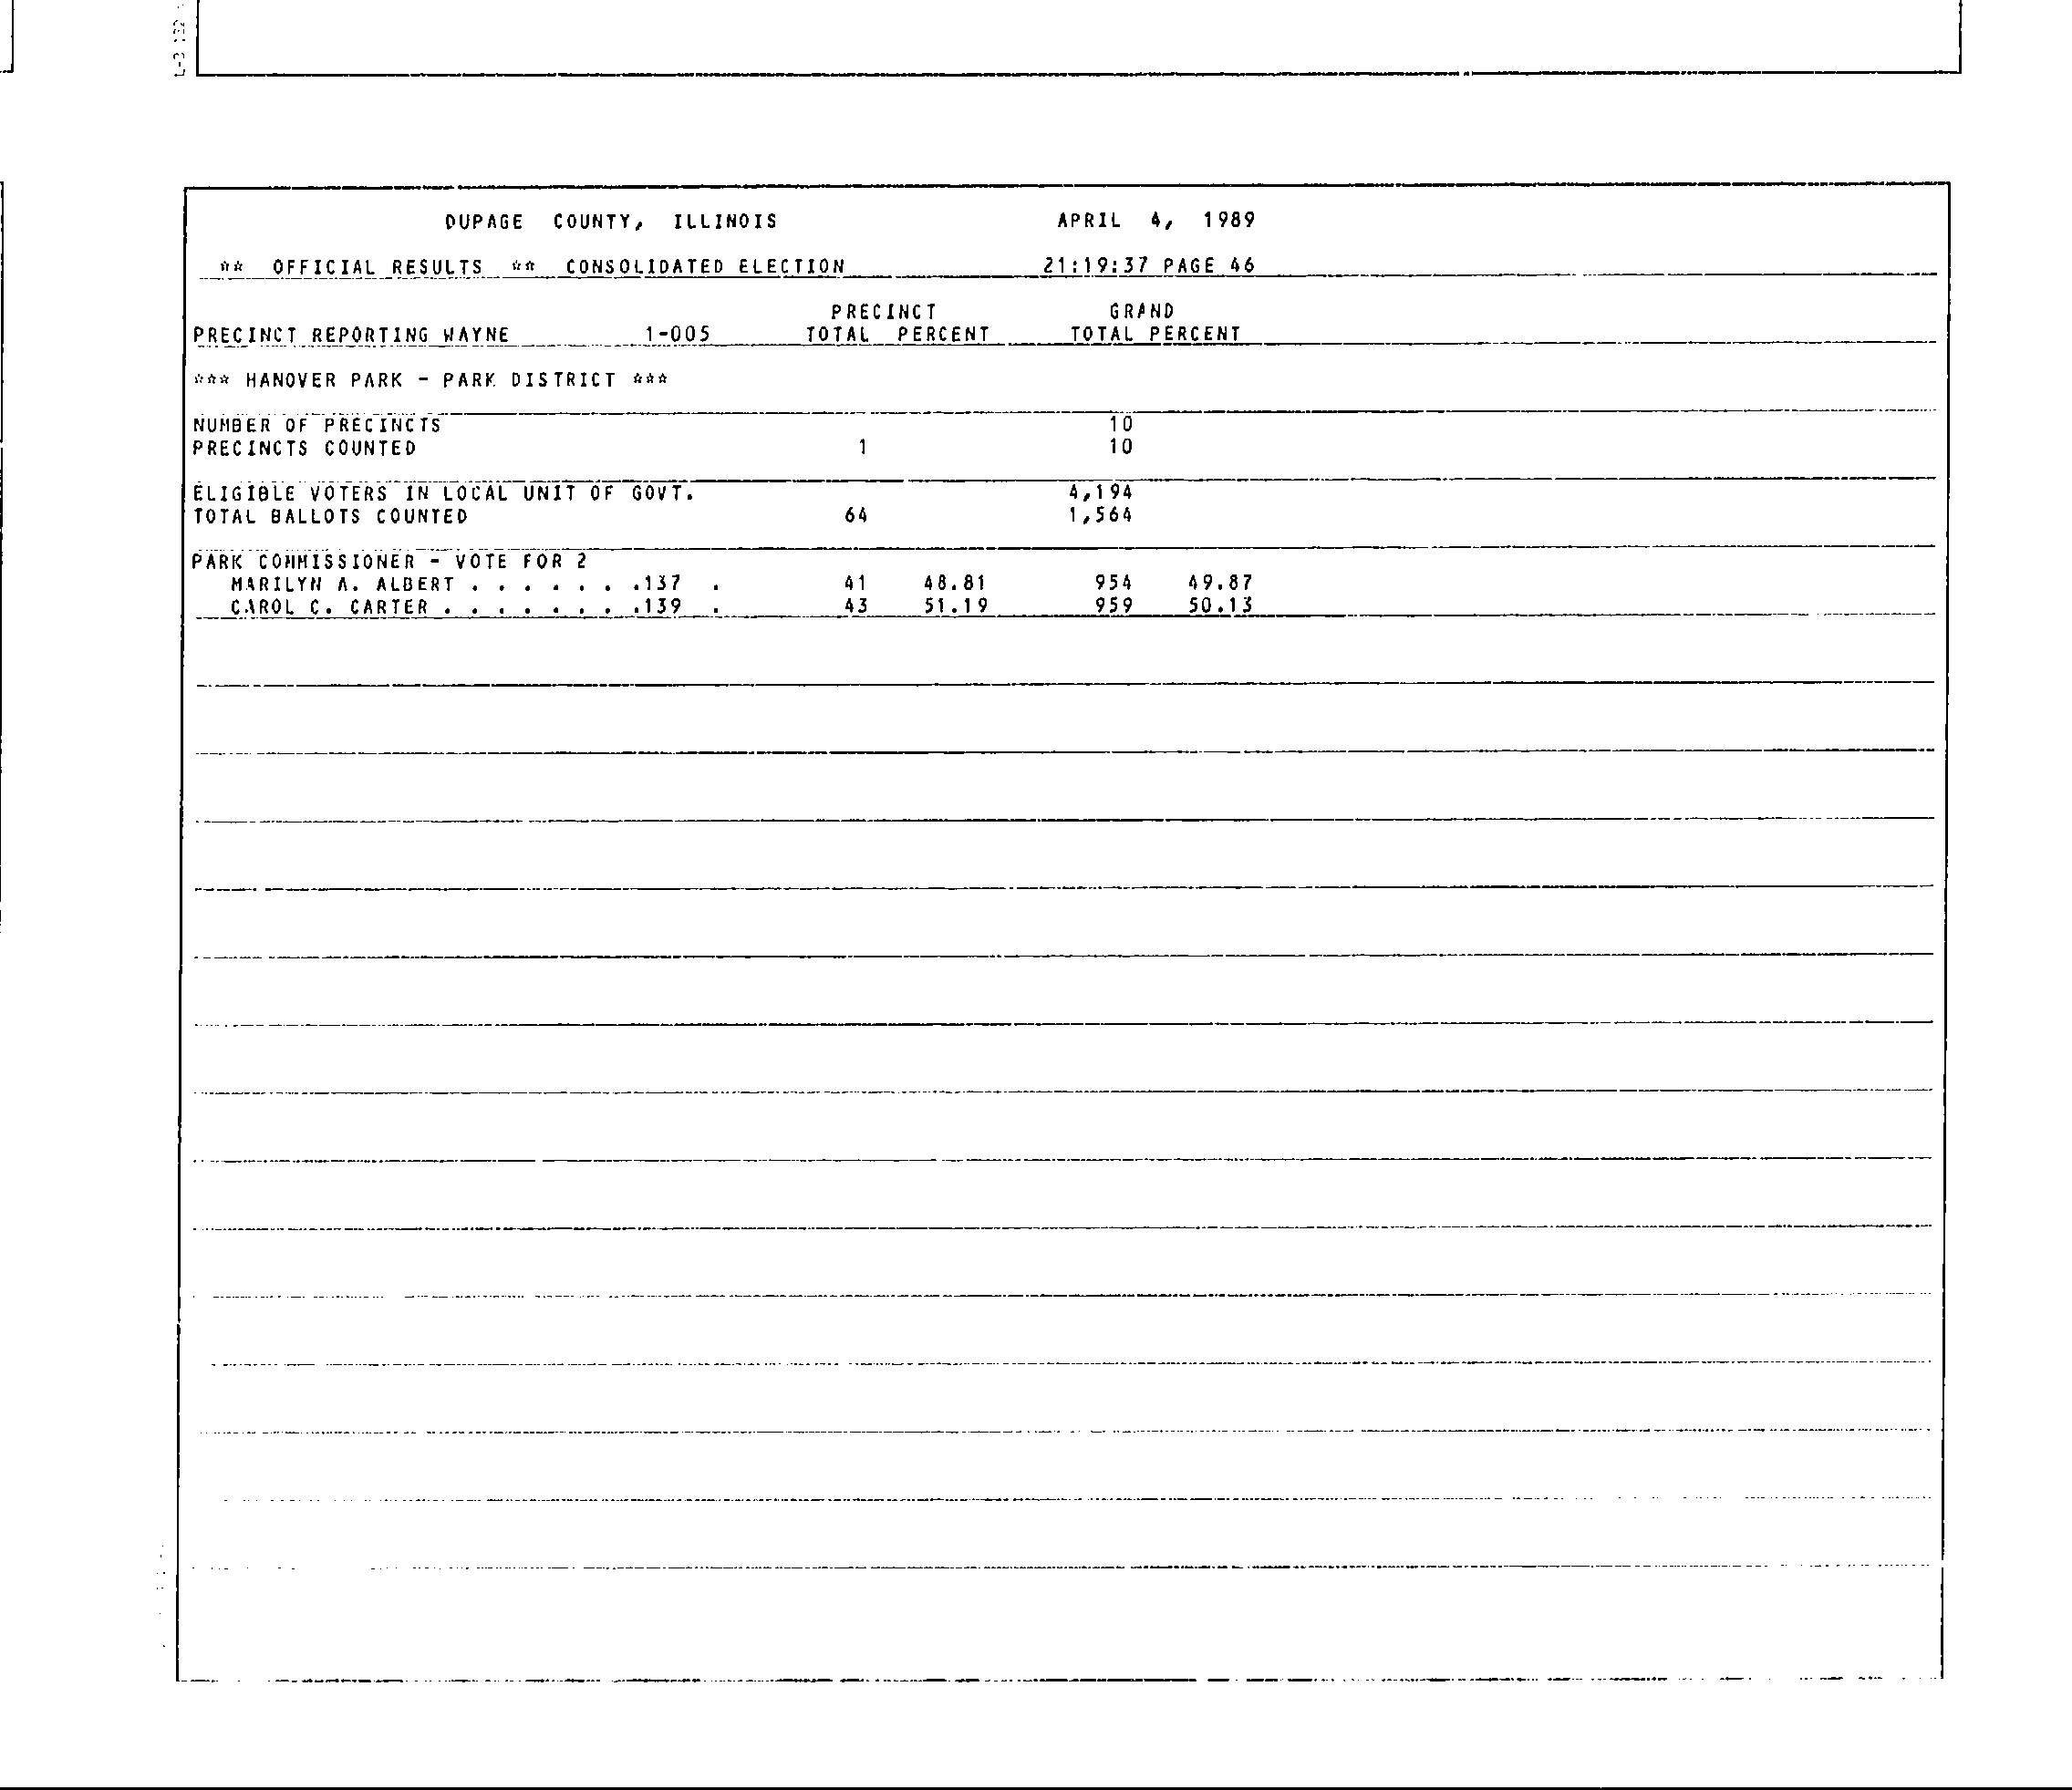 DUPAGE COUNTY, ILLINOIS APRIL 4, 1989
** OFFICIAL RESULTS ** CONSOLIDATED ELECTION 21:19:37 PAGE 46
PRECINCT GRAND
PRECINCT REPORTING WAYNE 1-005 TOTAL PERCENT TOTAL PERCENT
*** HANOVER PARK - PARK DISTRICT ***
NUMBER OF PRECINCTS 10
PRECINCTS COUNTED 1 10
ELIGIBLE VOTERS IN LOCAL UNIT OF GOVT. 4,194
TOTAL BALLOTS COUNTED 64 1,564
PARK COMMISSIONER - VOTE FOR 2
MARILYN A. ALBERT . . . . . . .137 . 41 48.81 954 49.87
CAROL C. CARTER . . . . . . . .139 . 43 51.19 959 50.13